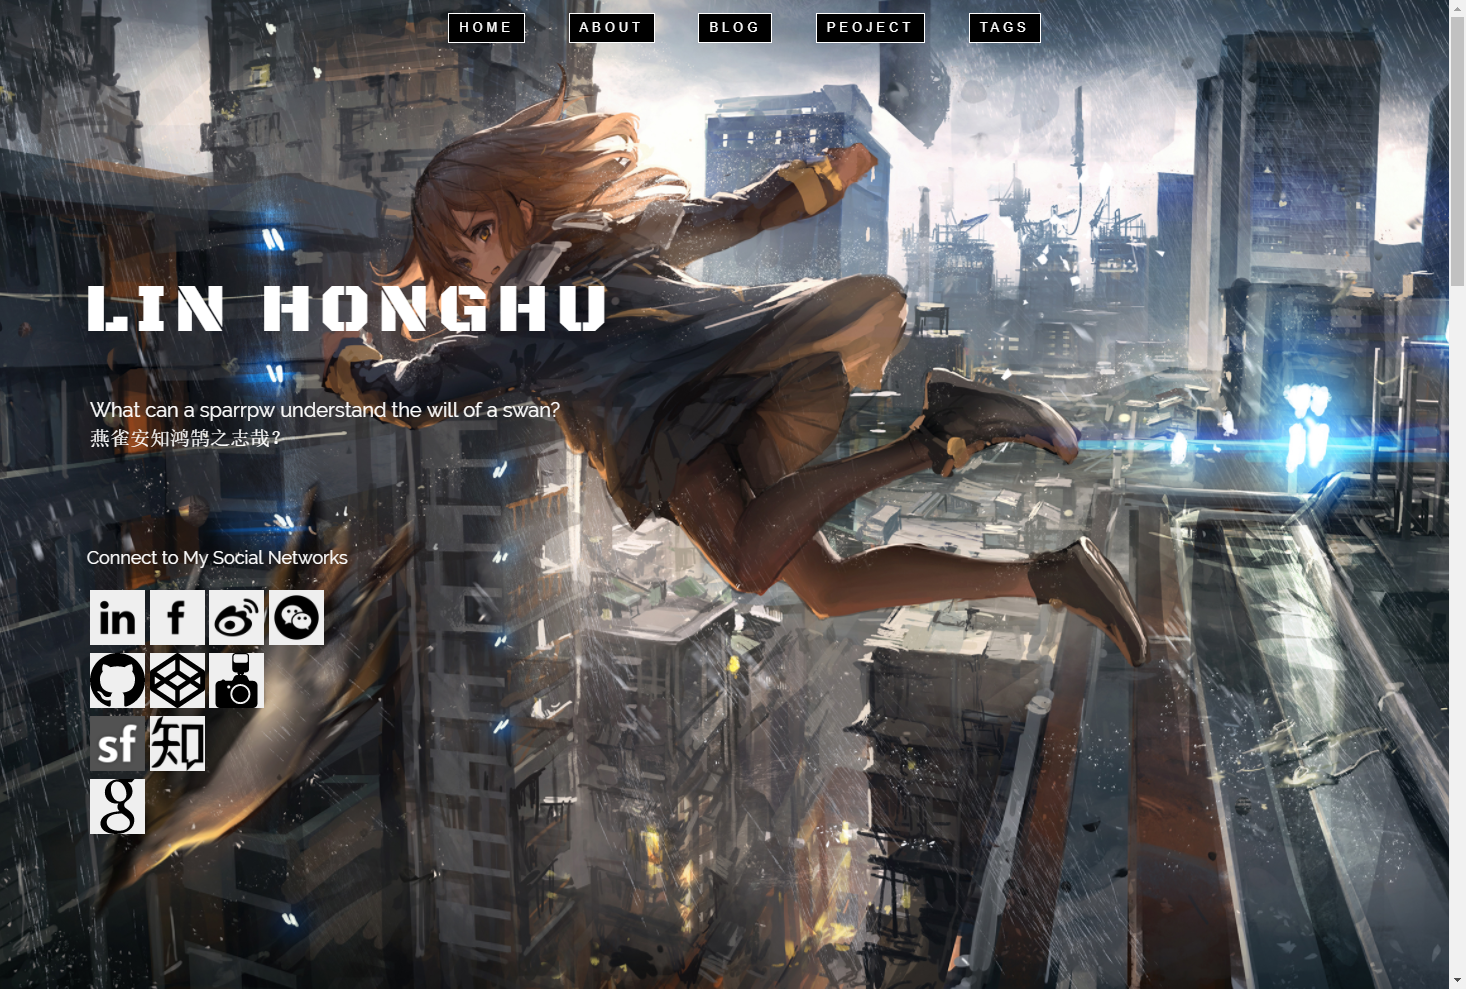 HOME ABOUT BLOG PEOJECT TAGS
LIN HONGHU
What can a sparrpw understand the will of a swan?
燕雀安知鸿鹄之志哉？
Connect to My Social Networks
in f
sf 知
g